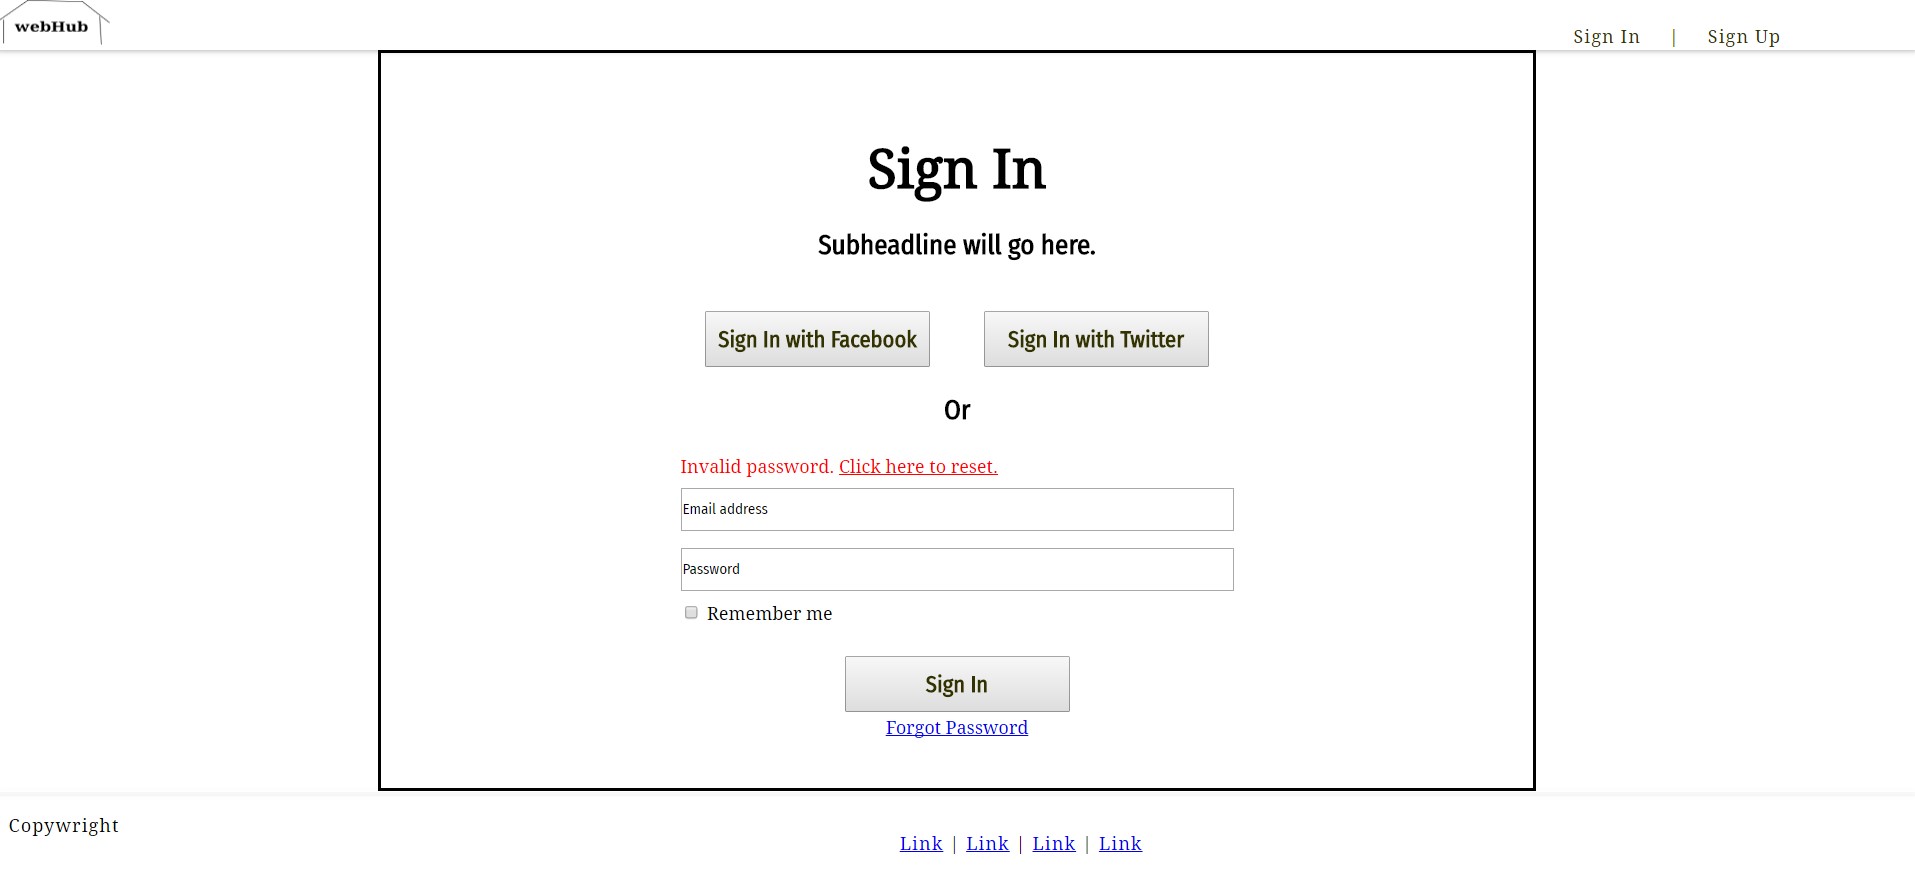 webHub
Sign In | Sign Up
Sign In
Subheadline will go here.
Sign In with Facebook
Sign In with Twitter
Or
Invalid password. Click here to reset.
Email address
Password
Remember me
Sign In
Forgot Password
Copywright
Link | Link | Link | Link